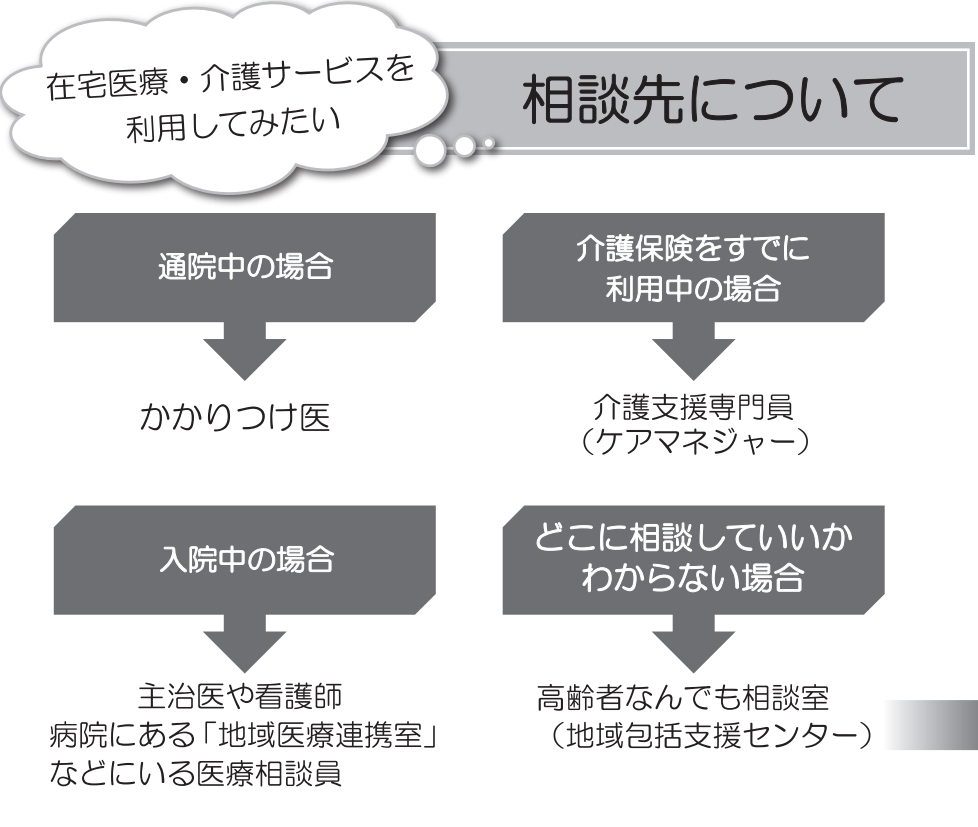 在宅医療・介護サービスを
利用してみたい
相談先について
通院中の場合
かかりつけ医
介護保険をすでに
利用中の場合
介護支援専門員
（ケアマネジャー）
入院中の場合
主治医や看護師
病院にある「地域医療連携室」
などにいる医療相談員
どこに相談していいか
わからない場合
高齢者なんでも相談室
（地域包括支援センター）